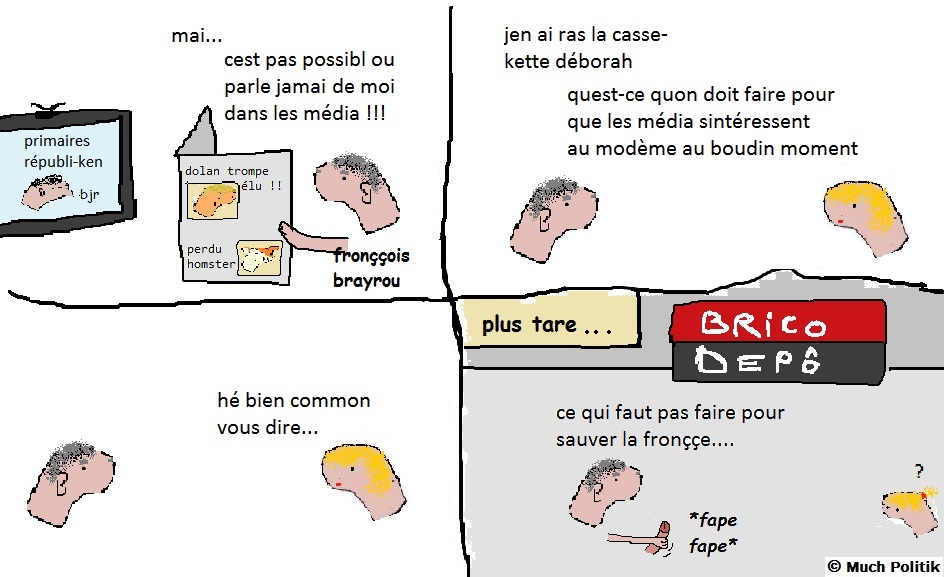 mai...
cest pas possibl ou
parle jamai de moi
dans les média !!!
primaires
républi-ken
bjr
dolan trompe
élu !!
perdu
homster
fronççois
brayrou
jen ai ras la casse-
kette déborah
quest-ce quon doit faire pour
que les média sintéressent
au modème au boudin moment
hé bien common
vous dire...
plus tare ...
BRiCO
DEPÔ
ce qui faut pas faire pour
sauver la fronççe....
?
*fape
fape*
© Much Politik